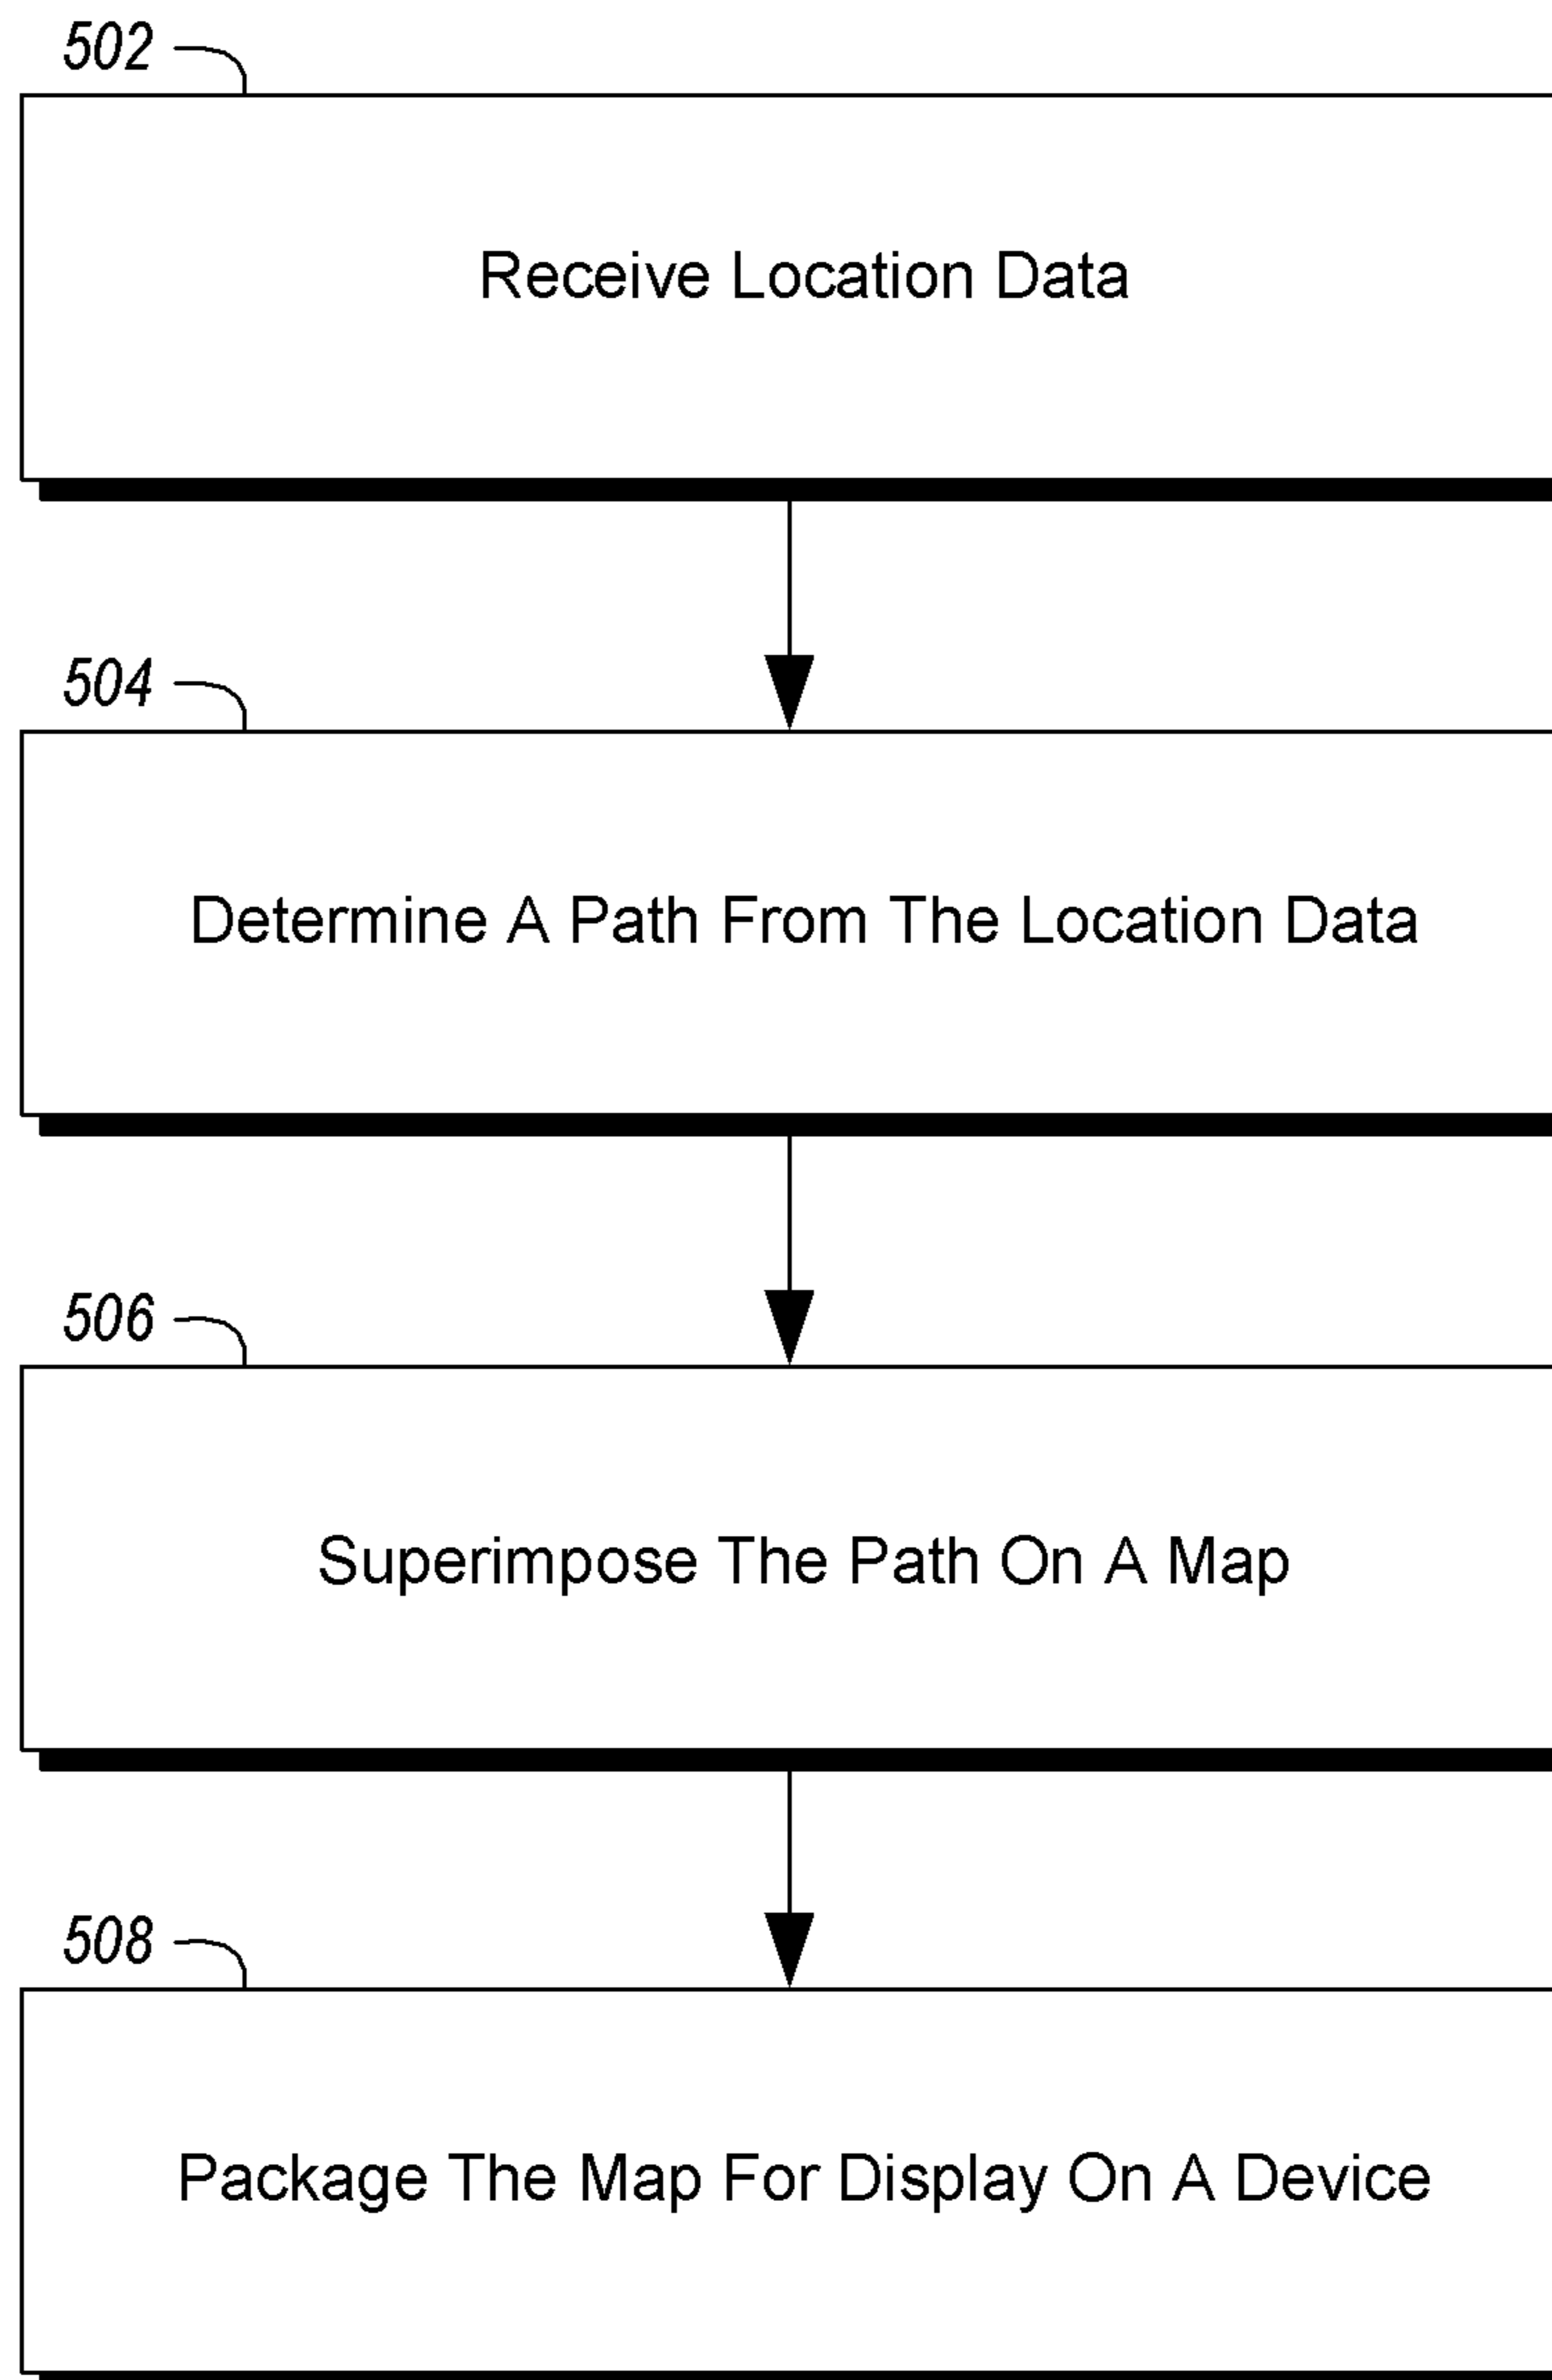 502
Receive Location Data
504
Determine A Path From The Location Data
506
Superimpose The Path On A Map
508
Package The Map For Display On A Device